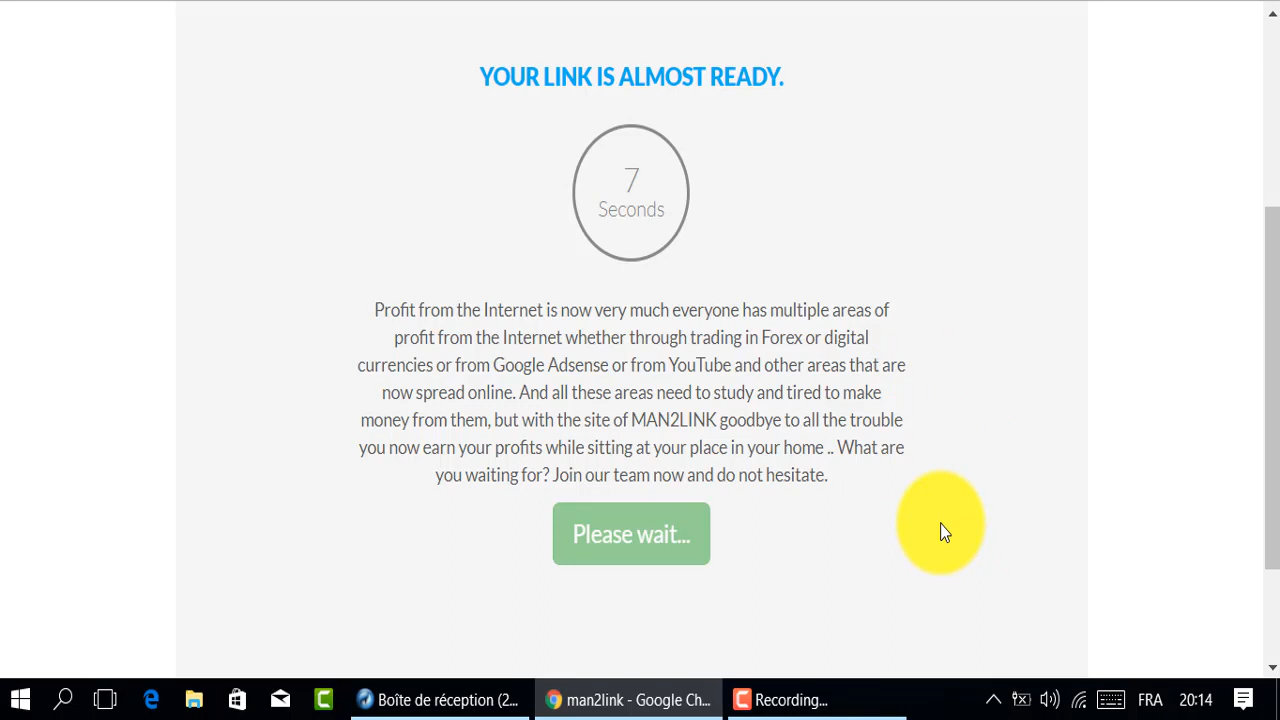 YOUR LINK IS ALMOST READY.
7
Seconds
Profit from the Internet is now very much everyone has multiple areas of
profit from the Internet whether through trading in Forex or digital
currencies or from Google Adsense or from YouTube and other areas that are
now spread online. And all these areas need to study and tired to make
money from them, but with the site of MAN2LINK goodbye to all the trouble
you now earn your profits while sitting at your place in your home .. What are
you waiting for? Join our team now and do not hesitate.
Please wait...
Boîte de réception (2... man2link - Google Ch... Recording... FRA 20:14